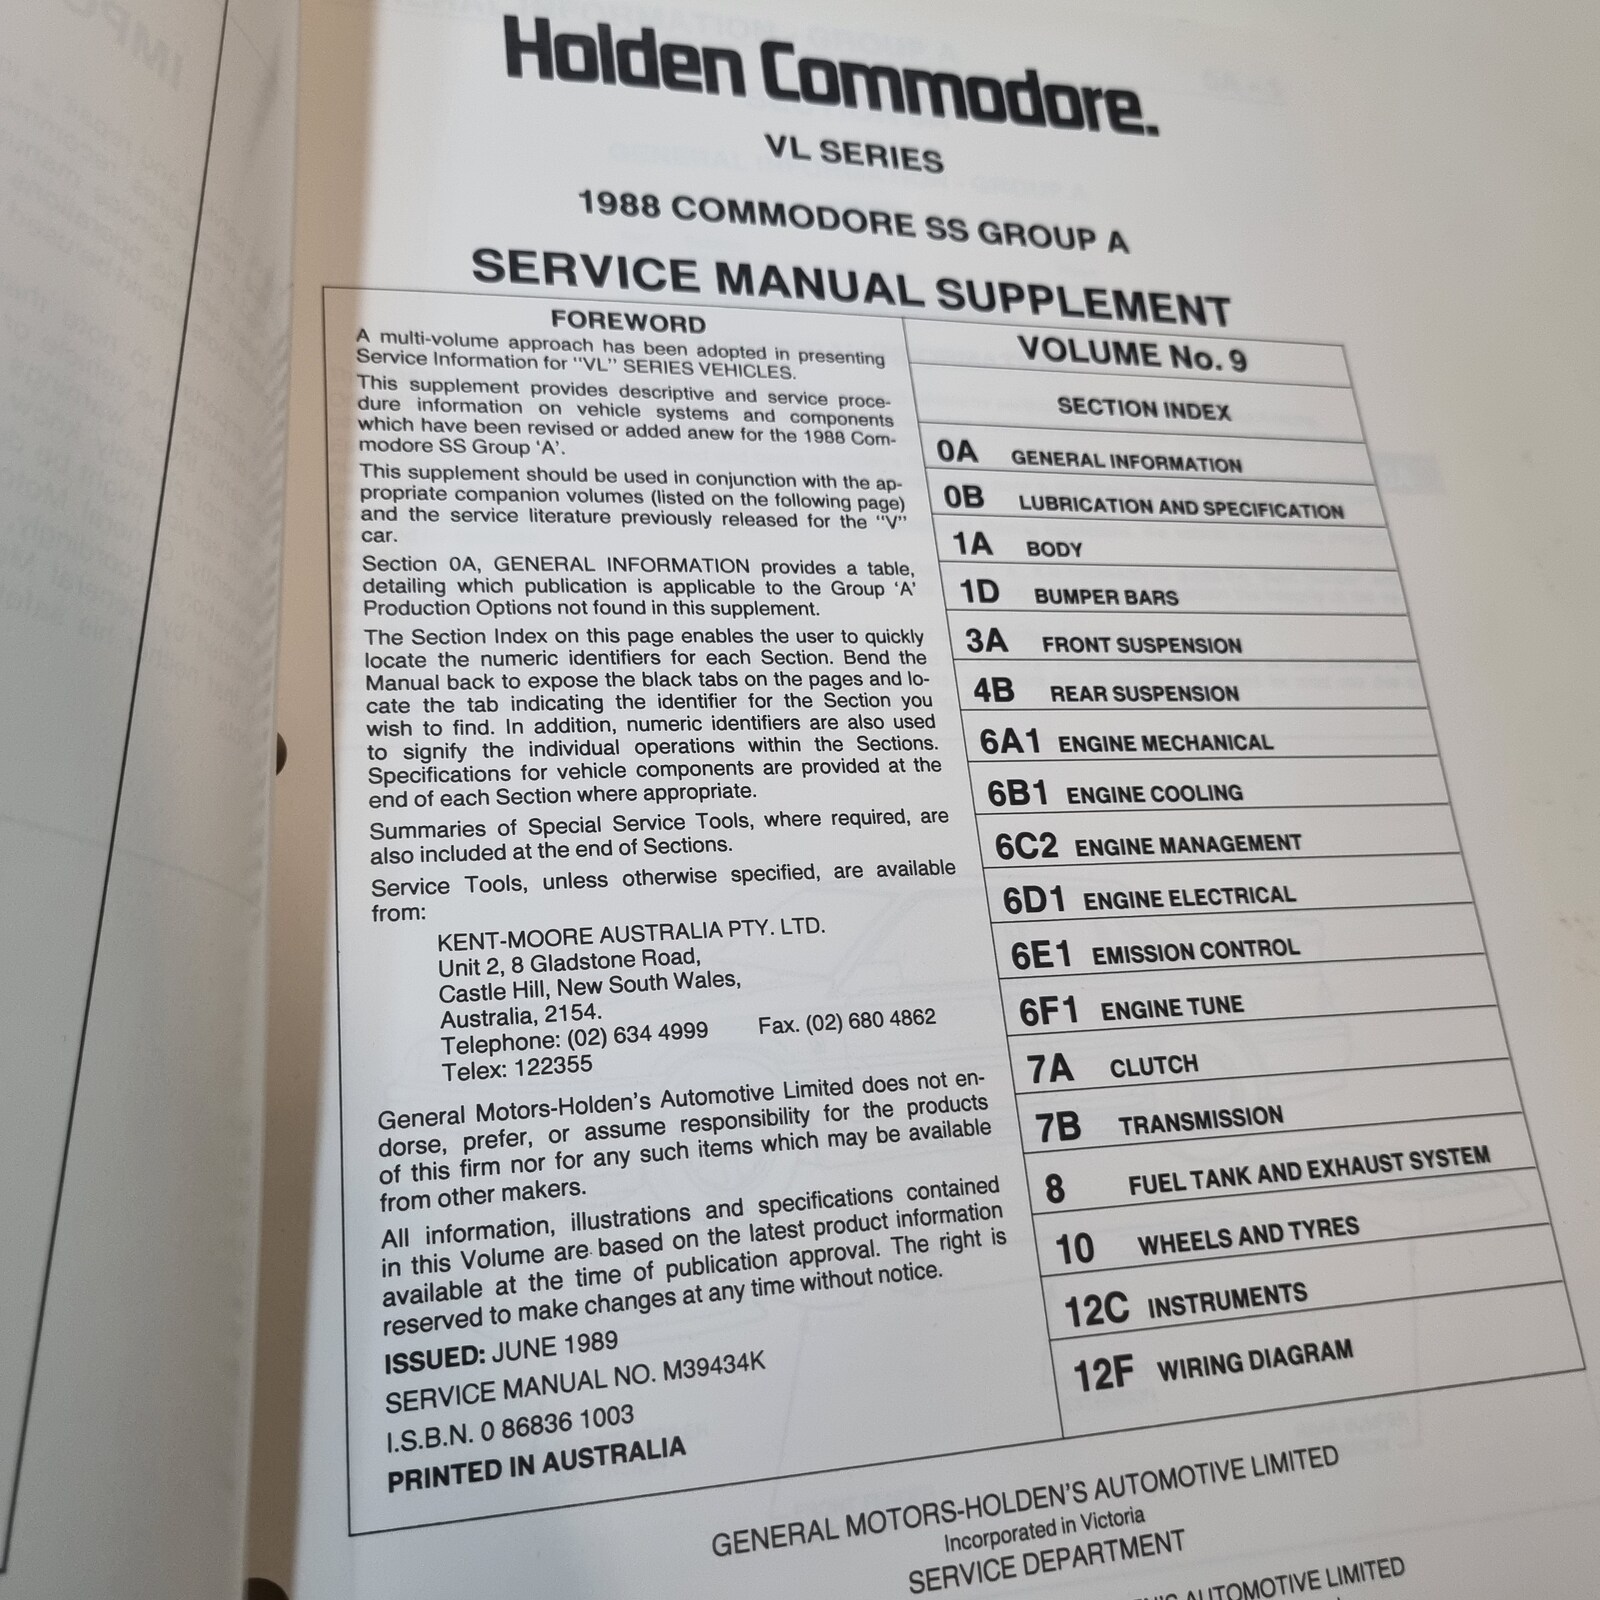 Holden Commodore.
VL SERIES
1988 COMMODORE SS GROUP A
SERVICE MANUAL SUPPLEMENT
FOREWORD
A multi-volume approach has been adopted in presenting
Service Information for "VL" SERIES VEHICLES.
This supplement provides descriptive and service proce-
dure information on vehicle systems and components
which have been revised or added anew for the 1988 Com-
modore SS Group 'A'.
This supplement should be used in conjunction with the ap-
propriate companion volumes (listed on the following page)
and the service literature previously released for the "V"
car.
Section 0A, GENERAL INFORMATION provides a table,
detailing which publication is applicable to the Group 'A'
Production Options not found in this supplement.
The Section Index on this page enables the user to quickly
locate the numeric identifiers for each Section. Bend the
Manual back to expose the black tabs on the pages and lo-
cate the tab indicating the identifier for the Section you
wish to find. In addition, numeric identifiers are also used
to signify the individual operations within the Sections.
Specifications for vehicle components are provided at the
end of each Section where appropriate.
Summaries of Special Service Tools, where required, are
also included at the end of Sections.
Service Tools, unless otherwise specified, are available
from:
KENT-MOORE AUSTRALIA PTY. LTD.
Unit 2, 8 Gladstone Road,
Castle Hill, New South Wales,
Australia, 2154.
Telephone: (02) 634 4999 Fax. (02) 680 4862
Telex: 122355
General Motors-Holden's Automotive Limited does not en-
dorse, prefer, or assume responsibility for the products
of this firm nor for any such items which may be available
from other makers.
All information, illustrations and specifications contained
in this Volume are based on the latest product information
available at the time of publication approval. The right is
reserved to make changes at any time without notice.
ISSUED: JUNE 1989
SERVICE MANUAL NO. M39434K
I.S.B.N. 0 86836 1003
PRINTED IN AUSTRALIA
VOLUME No. 9
SECTION INDEX
0A GENERAL INFORMATION
0B LUBRICATION AND SPECIFICATION
1A BODY
1D BUMPER BARS
3A FRONT SUSPENSION
4B REAR SUSPENSION
6A1 ENGINE MECHANICAL
6B1 ENGINE COOLING
6C2 ENGINE MANAGEMENT
6D1 ENGINE ELECTRICAL
6E1 EMISSION CONTROL
6F1 ENGINE TUNE
7A CLUTCH
7B TRANSMISSION
8 FUEL TANK AND EXHAUST SYSTEM
10 WHEELS AND TYRES
12C INSTRUMENTS
12F WIRING DIAGRAM
GENERAL MOTORS-HOLDEN'S AUTOMOTIVE LIMITED
Incorporated in Victoria
SERVICE DEPARTMENT
AUTOMOTIVE LIMITED